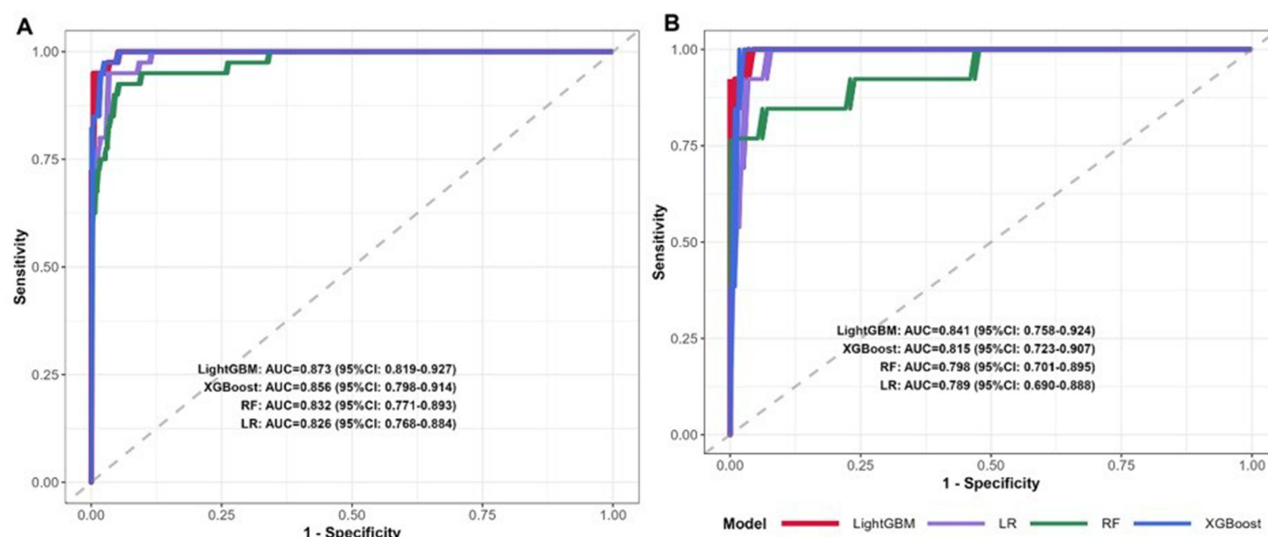 A
1.00
0.75
0.50
0.25
0.00
Sensitivity
LightGBM: AUC=0.873 (95%CI: 0.819-0.927)
XGBoost: AUC=0.856 (95%CI: 0.798-0.914)
RF: AUC=0.832 (95%CI: 0.771-0.893)
LR: AUC=0.826 (95%CI: 0.768-0.884)
0.00 0.25 0.50 0.75 1.00
1 - Specificity
B
1.00
0.75
0.50
0.25
0.00
Sensitivity
LightGBM: AUC=0.841 (95%CI: 0.758-0.924)
XGBoost: AUC=0.815 (95%CI: 0.723-0.907)
RF: AUC=0.798 (95%CI: 0.701-0.895)
LR: AUC=0.789 (95%CI: 0.690-0.888)
0.00 0.25 0.50 0.75 1.00
1 - Specificity
Model LightGBM LR RF XGBoost